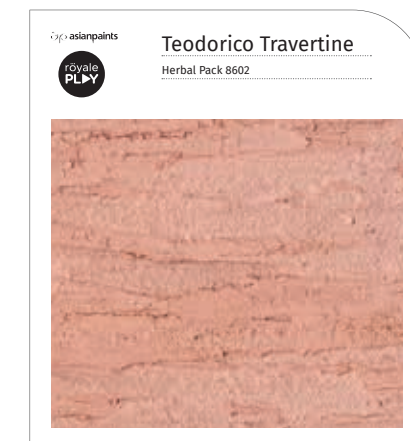 asianpaints
röyale
PLAY
Teodorico Travertine
Herbal Pack 8602